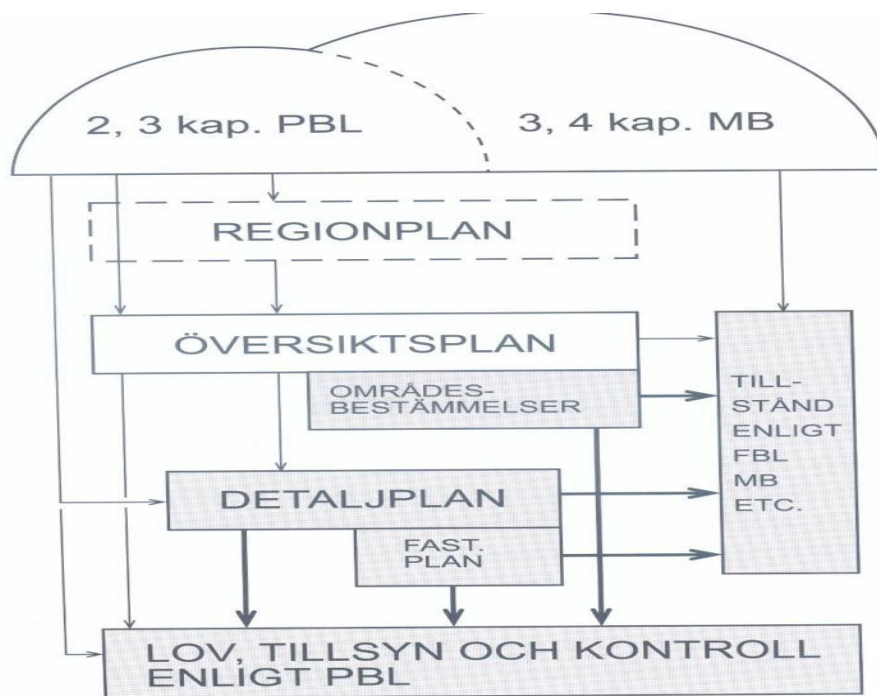 2, 3 kap. PBL
3, 4 kap. MB
REGIONPLAN
ÖVERSIKTSPLAN
OMRÅDES-
BESTÄMMELSER
TILL-
STÅND
ENLIGT
FBL
MB
ETC.
DETALJPLAN
FAST.
PLAN
LOV, TILLSYN OCH KONTROLL
ENLIGT PBL